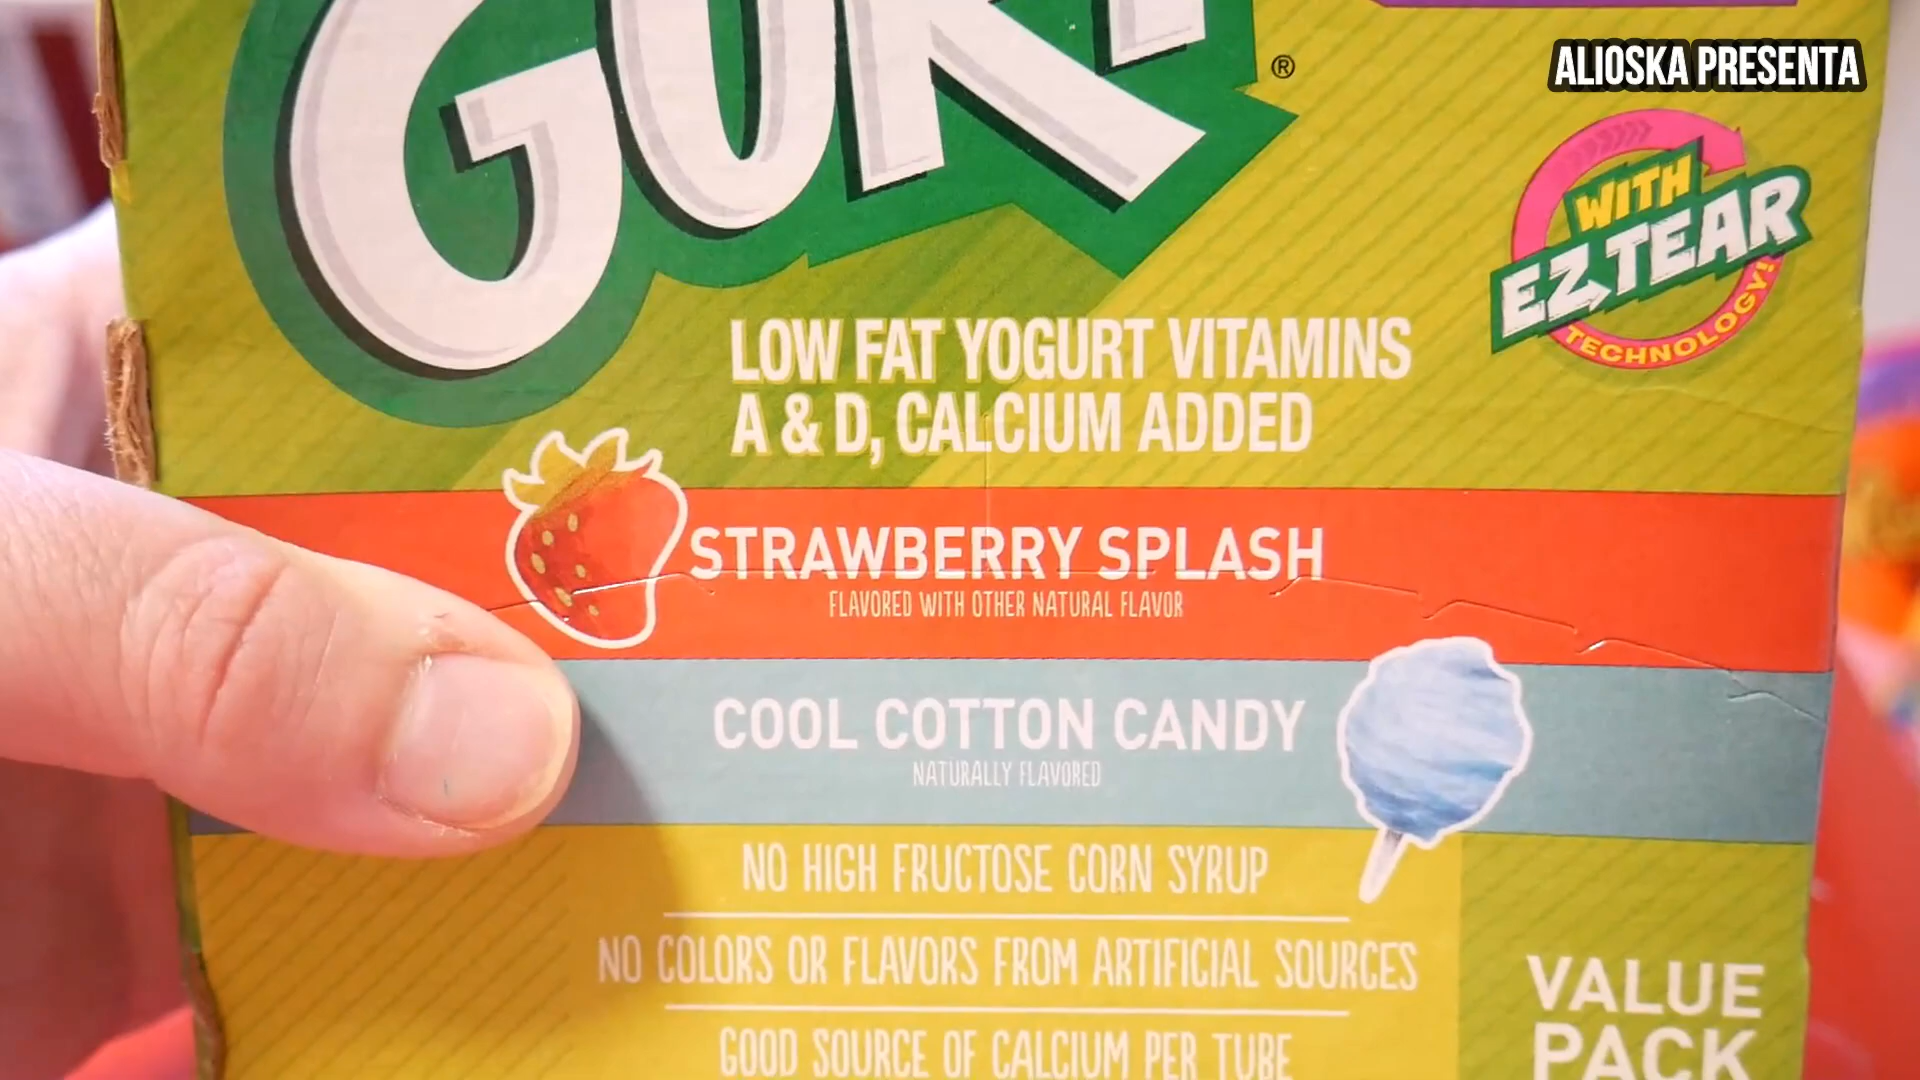 ALIOSKA PRESENTA
®
WITH
EZ TEAR
TECHNOLOGY!
LOW FAT YOGURT VITAMINS
A & D, CALCIUM ADDED
STRAWBERRY SPLASH
FLAVORED WITH OTHER NATURAL FLAVOR
COOL COTTON CANDY
NATURALLY FLAVORED
NO HIGH FRUCTOSE CORN SYRUP
NO COLORS OR FLAVORS FROM ARTIFICIAL SOURCES
GOOD SOURCE OF CALCIUM PER TUBE
VALUE
PACK